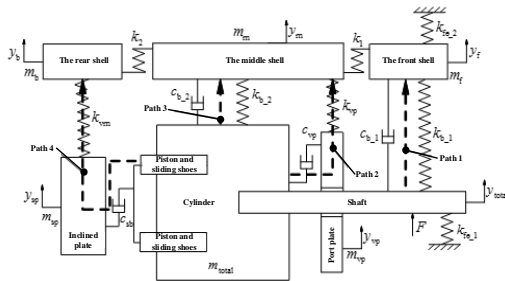 y_b
The rear shell
m_b
k_2
m_m
y_m
The middle shell
k_1
k_fe_2
The front shell
y_f
m_f
k_vm
c_b_2
Path 3
k_b_2
k_vp
c_vp
c_b_1
k_b_1
Path 4
Path 2
Path 1
y_sp
m_sp
Inclined plate
c_sb
Piston and sliding shoes
Cylinder
Piston and sliding shoes
m_total
Shaft
y_total
Port plate
y_vp
m_vp
F
k_fe_1